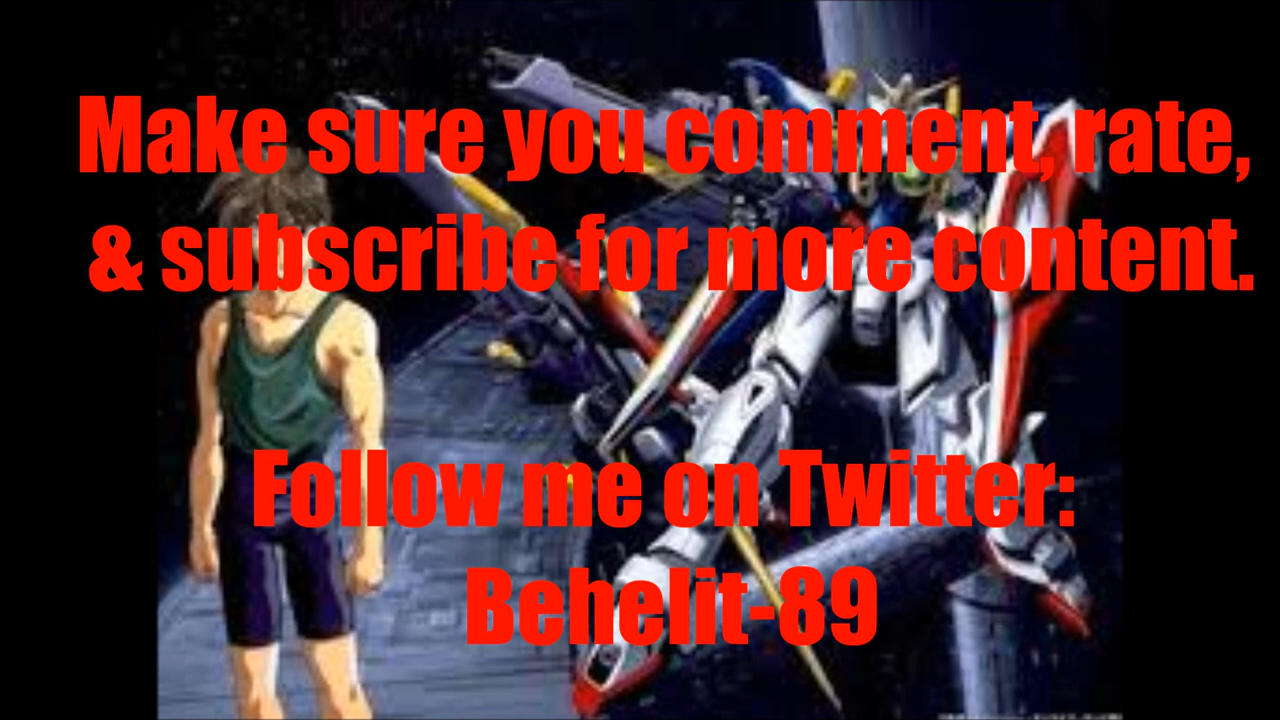 Make sure you comment, rate,
& subscribe for more content.
Follow me on Twitter:
Behelit-89